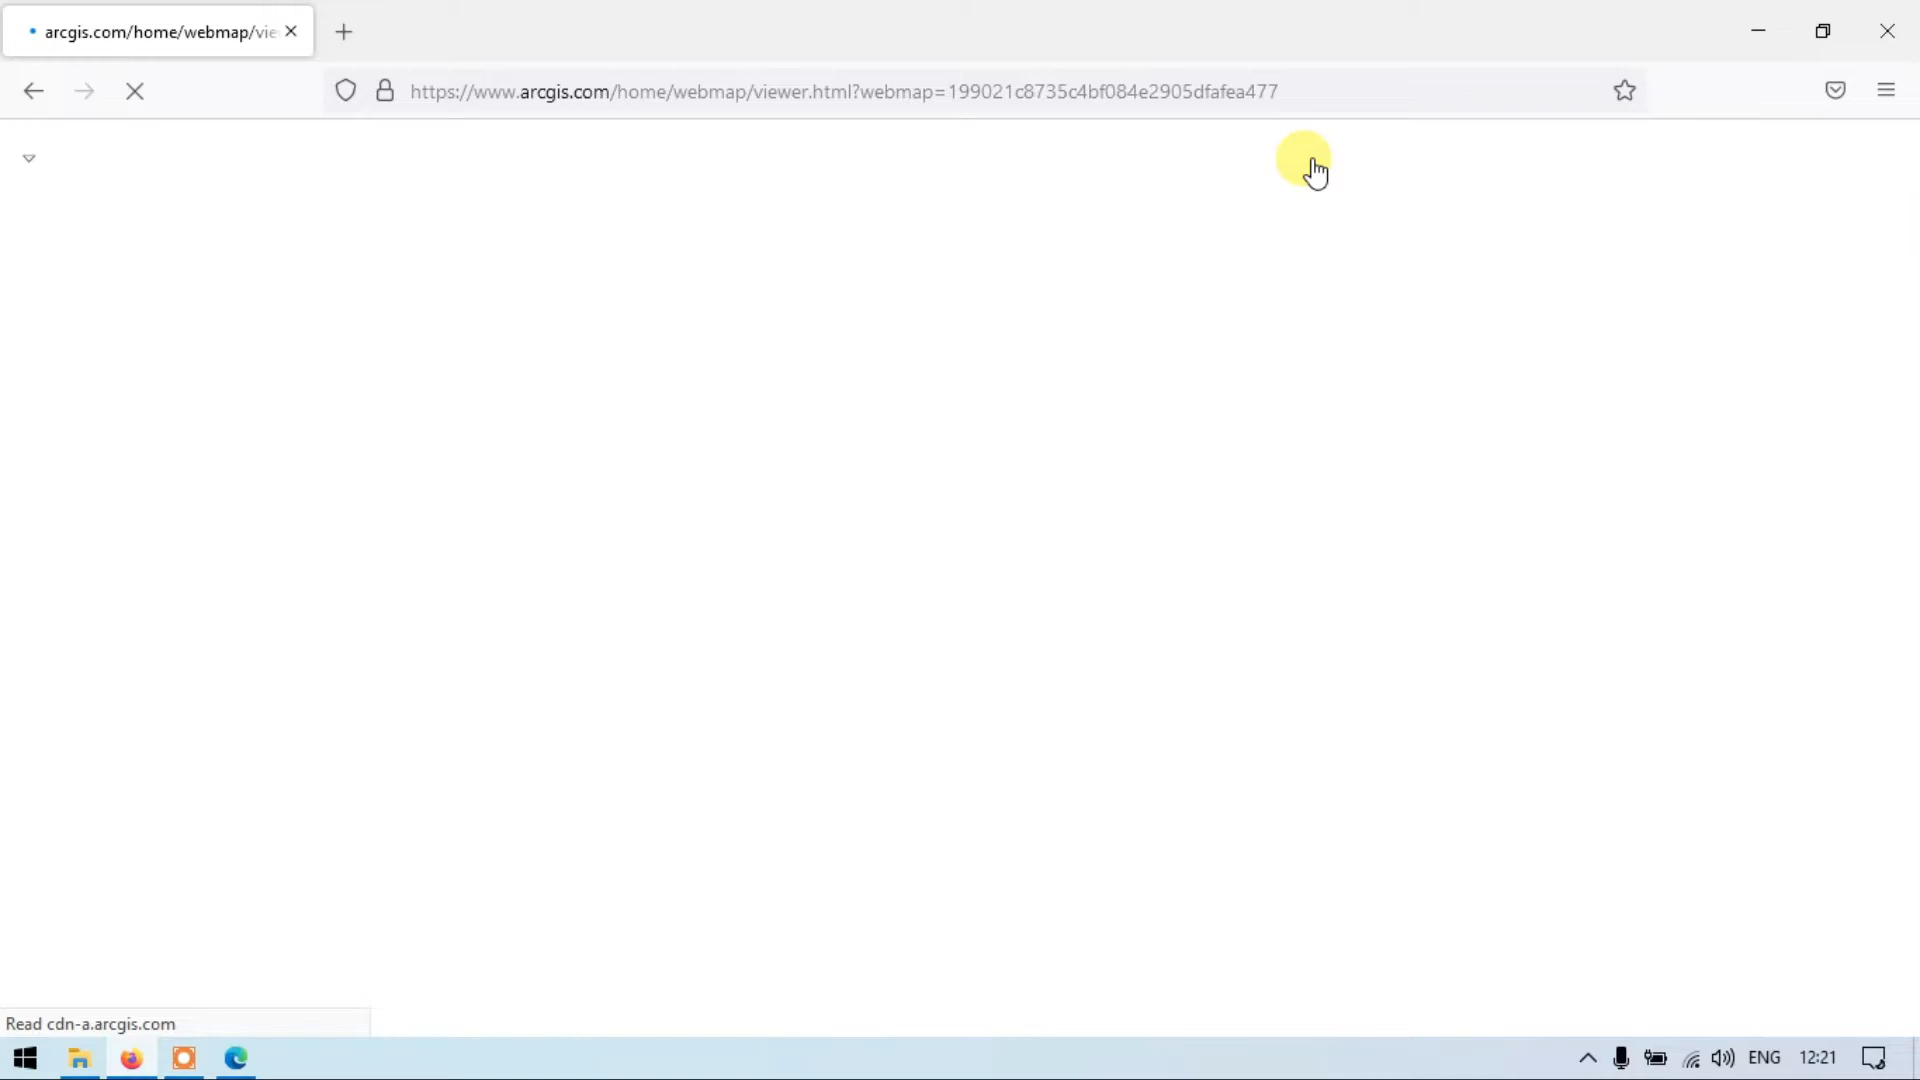 arcgis.com/home/webmap/vie
https://www.arcgis.com/home/webmap/viewer.html?webmap=199021c8735c4bf084e2905dfafea477
Read cdn-a.arcgis.com
ENG 12:21